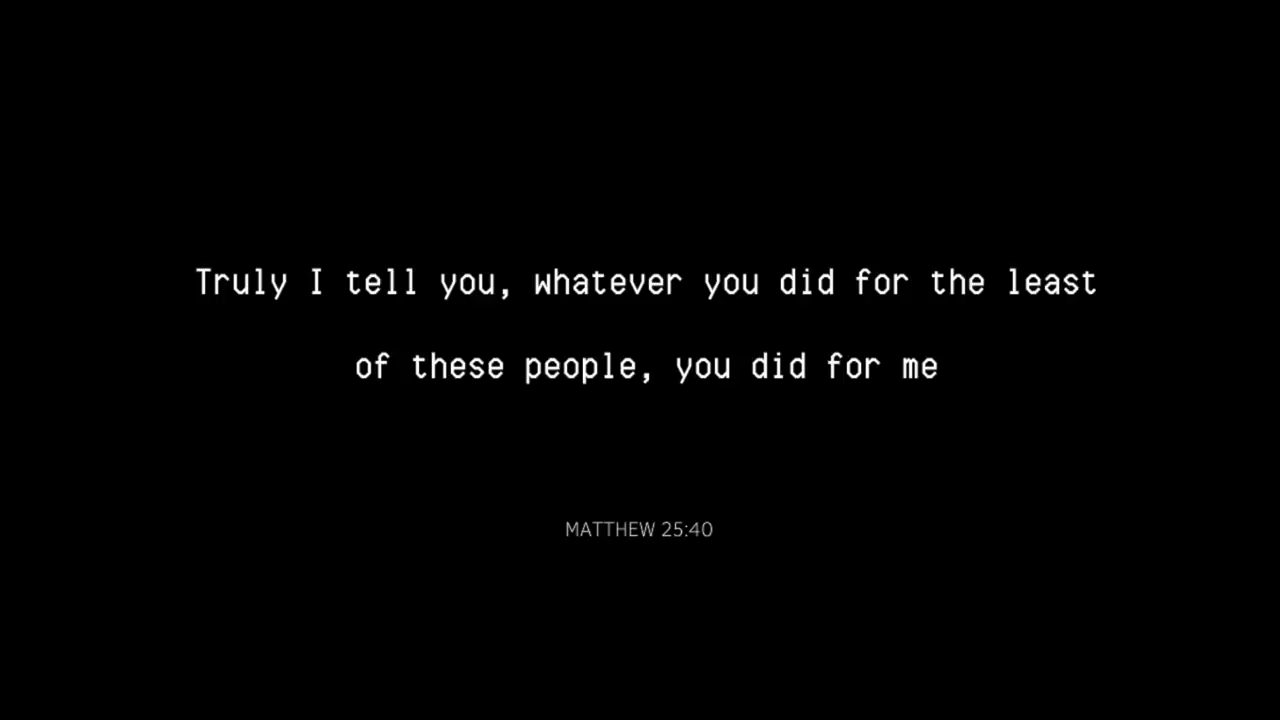 Truly I tell you, whatever you did for the least
of these people, you did for me
MATTHEW 25:40